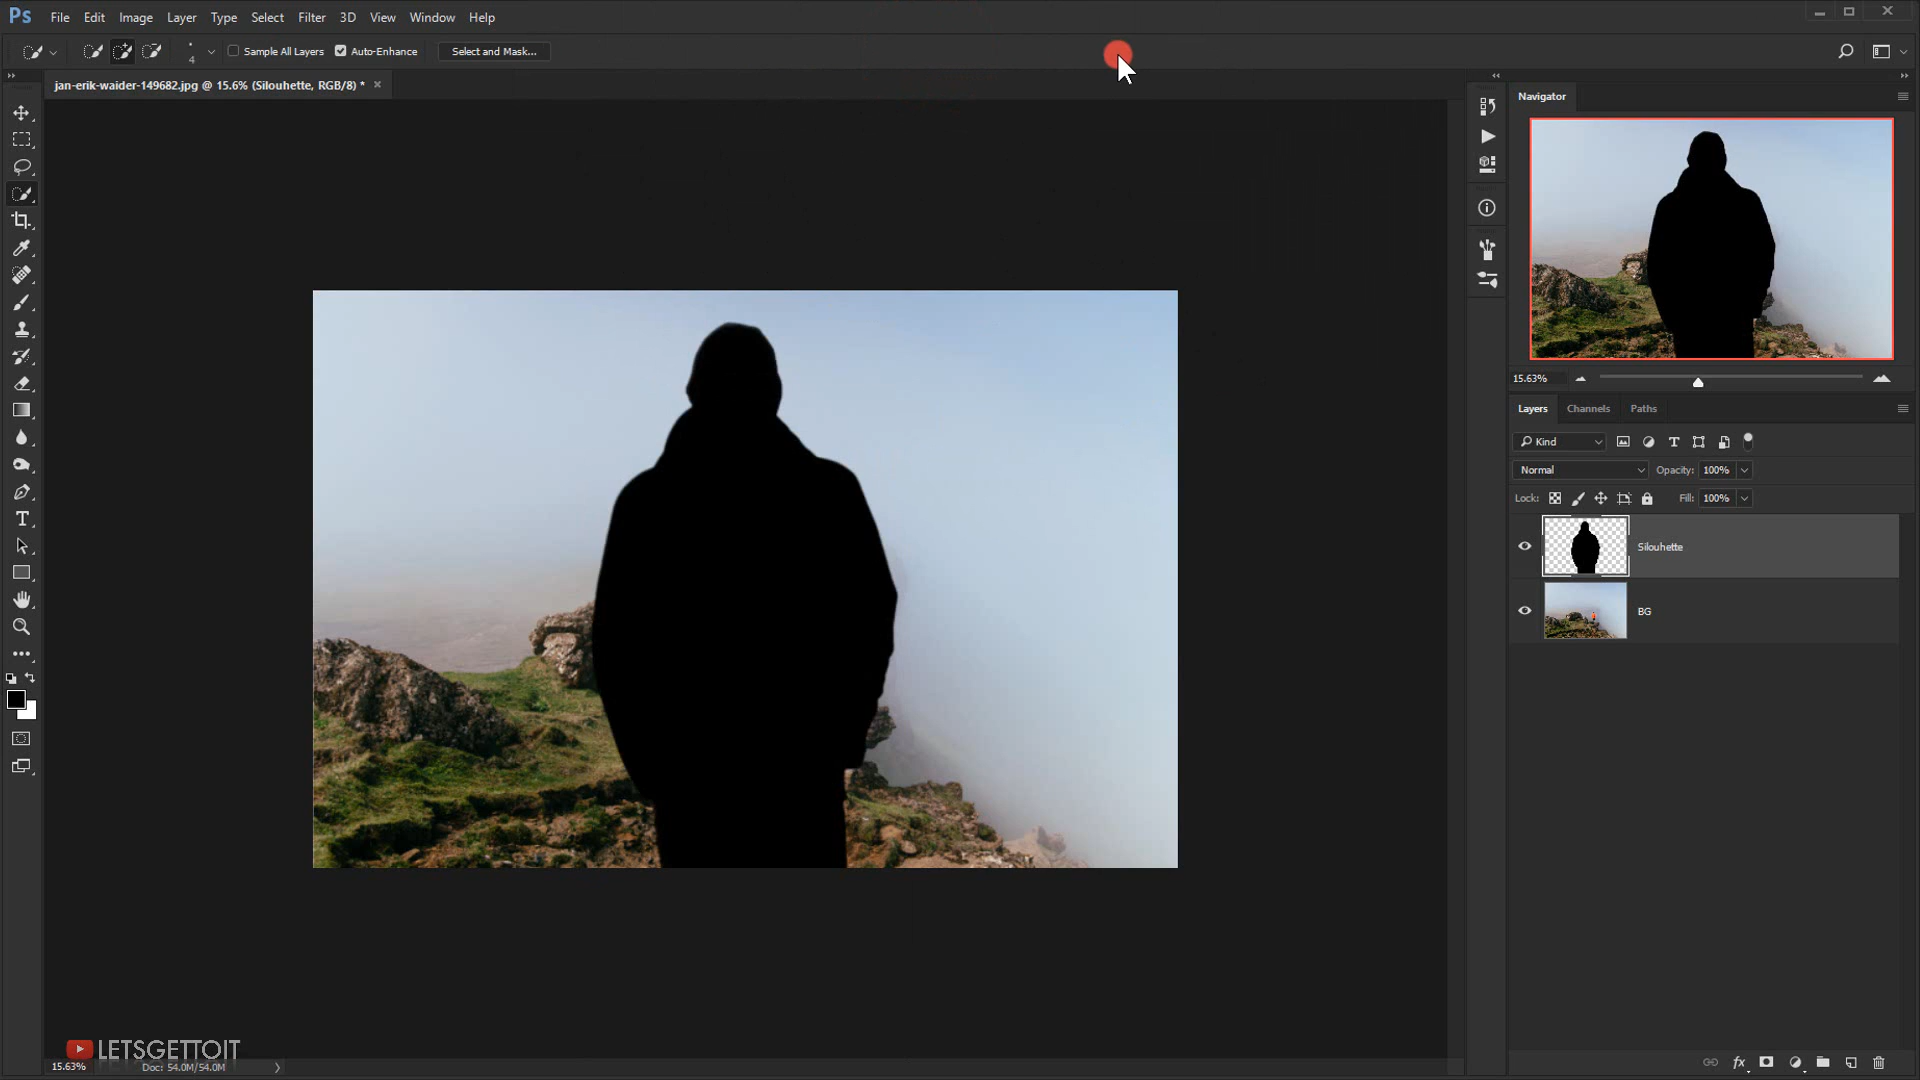 Ps File Edit Image Layer Type Select Filter 3D View Window Help
4 Sample All Layers Auto-Enhance Select and Mask...
jan-erik-waider-149682.jpg @ 15.6% (Silouhette, RGB/8) *
Navigator
15.63%
Layers Channels Paths
Kind
Normal Opacity: 100%
Lock: Fill: 100%
Silouhette
BG
LETSGETTOIT
15.63% Doc: 54.0M/54.0M